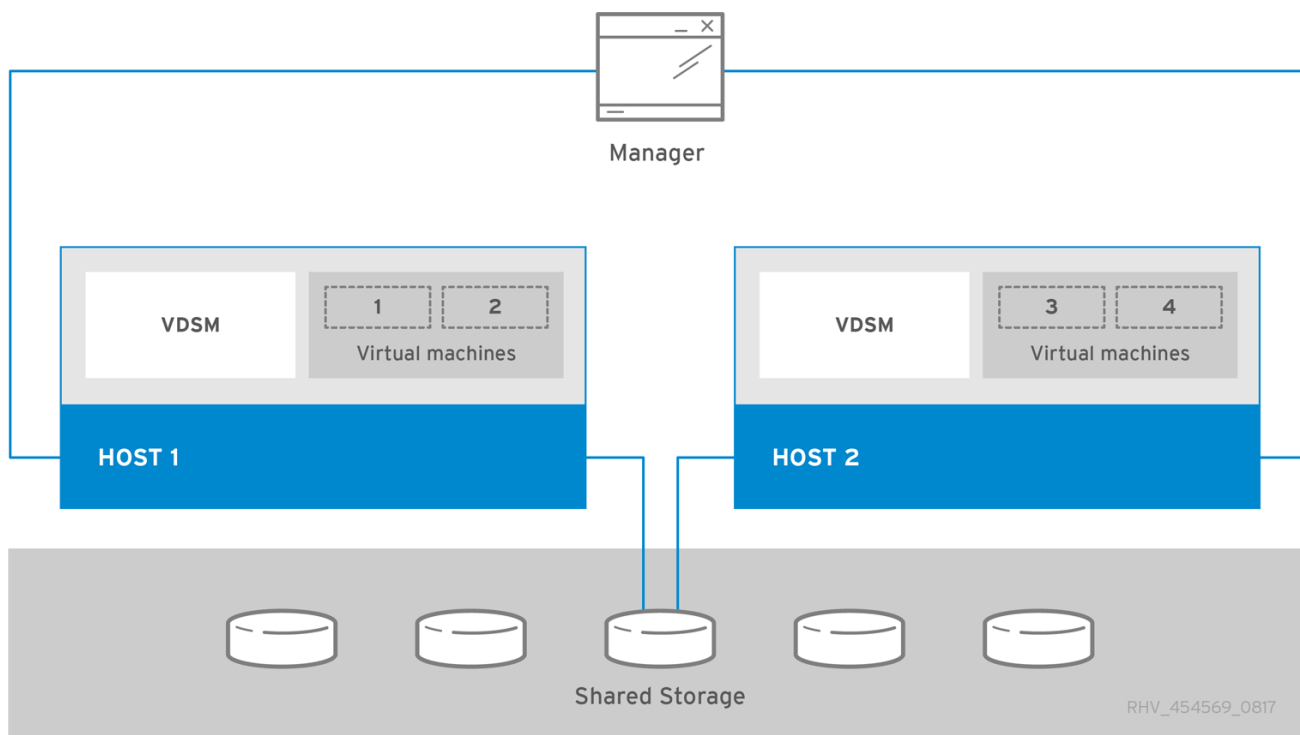 Manager
VDSM
1
2
Virtual machines
HOST 1
VDSM
3
4
Virtual machines
HOST 2
Shared Storage
RHV_454569_0817